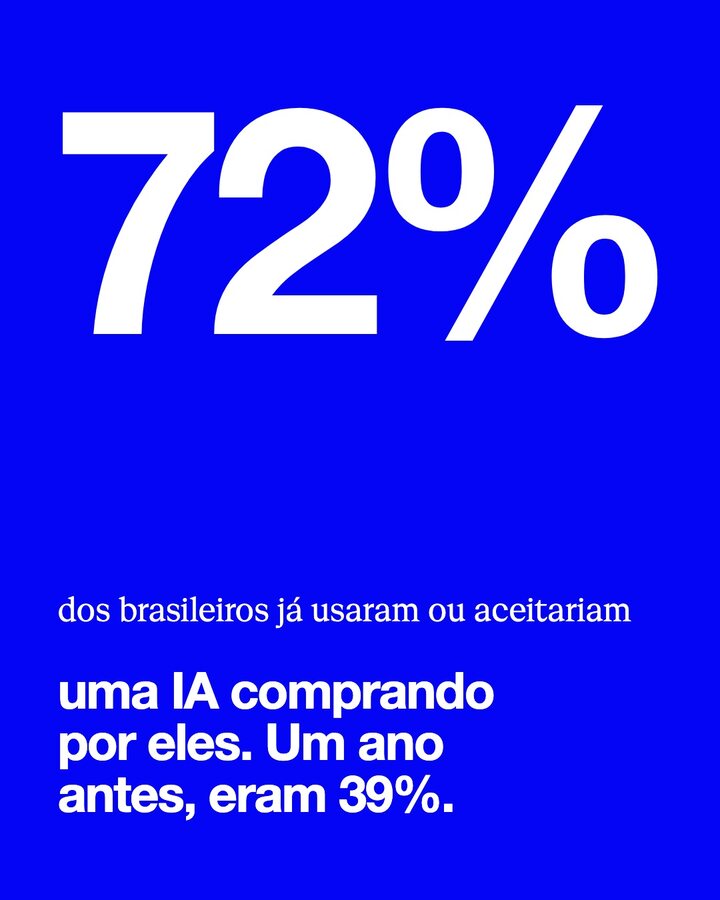 72%
dos brasileiros já usaram ou aceitariam
uma IA comprando
por eles. Um ano
antes, eram 39%.